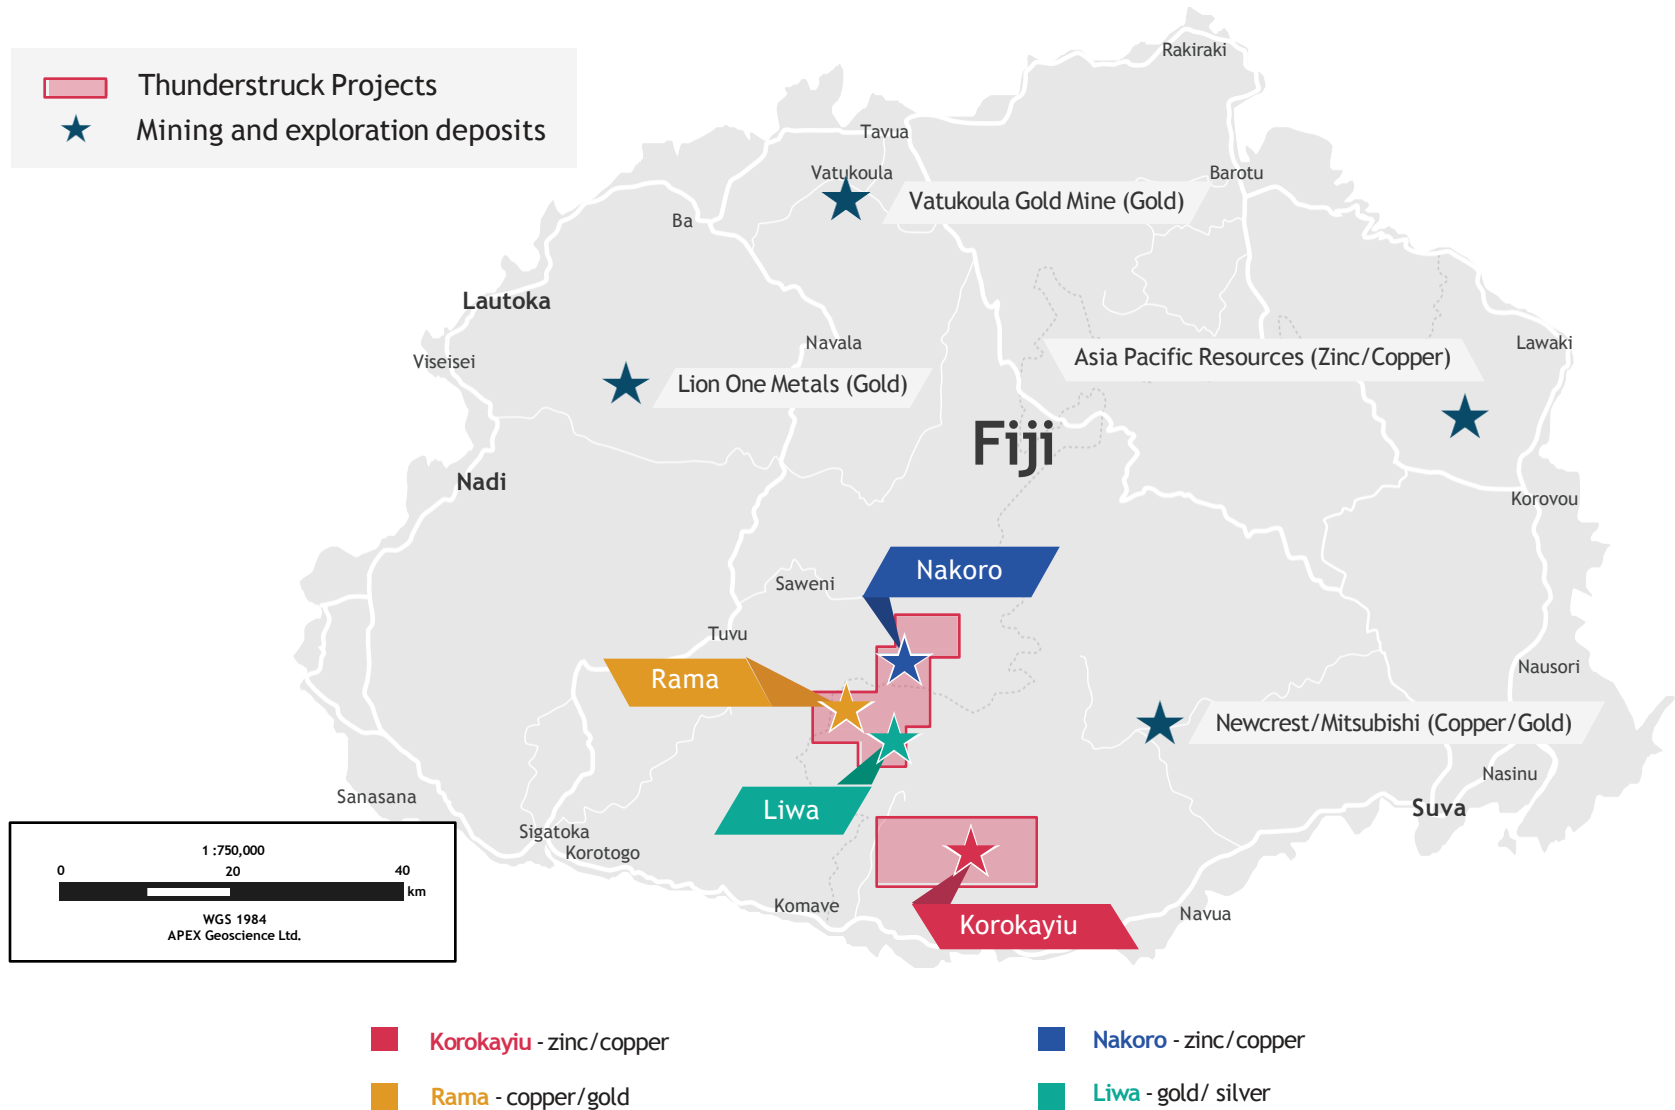 Rakiraki
Thunderstruck Projects
Mining and exploration deposits
Tavua
Vatukoula
Barotu
Vatukoula Gold Mine (Gold)
Ba
Lautoka
Navala
Lawaki
Viseisei
Asia Pacific Resources (Zinc/Copper)
Lion One Metals (Gold)
Fiji
Nadi
Korovou
Nakoro
Saweni
Tuvu
Nausori
Rama
Newcrest/Mitsubishi (Copper/Gold)
Nasinu
Sanasana
Suva
Liwa
Sigatoka
Korotogo
1 :750,000
0 20 40
km
WGS 1984
APEX Geoscience Ltd.
Komave
Navua
Korokayiu
Korokayiu - zinc/copper
Nakoro - zinc/copper
Rama - copper/gold
Liwa - gold/ silver